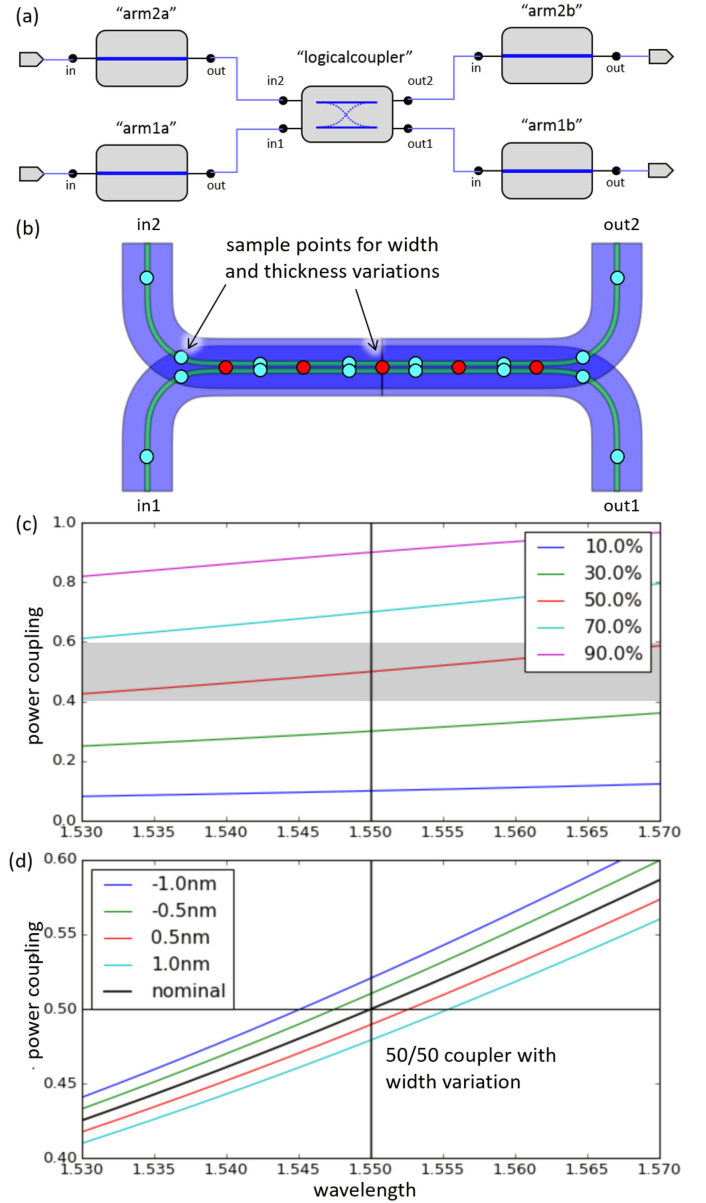 (a)
“arm2a”
“arm2b”
in
out
in
out
“logicalcoupler”
in2
out2
in1
out1
“arm1a”
“arm1b”
in
out
in
out
(b)
in2
out2
sample points for width
and thickness variations
in1
out1
(c)
1.0
0.8
0.6
0.4
0.2
0.0
power coupling
10.0%
30.0%
50.0%
70.0%
90.0%
1.530 1.535 1.540 1.545 1.550 1.555 1.560 1.565 1.570
(d)
0.60
0.55
0.50
0.45
0.40
power coupling
-1.0nm
-0.5nm
0.5nm
1.0nm
nominal
50/50 coupler with
width variation
1.530 1.535 1.540 1.545 1.550 1.555 1.560 1.565 1.570
wavelength